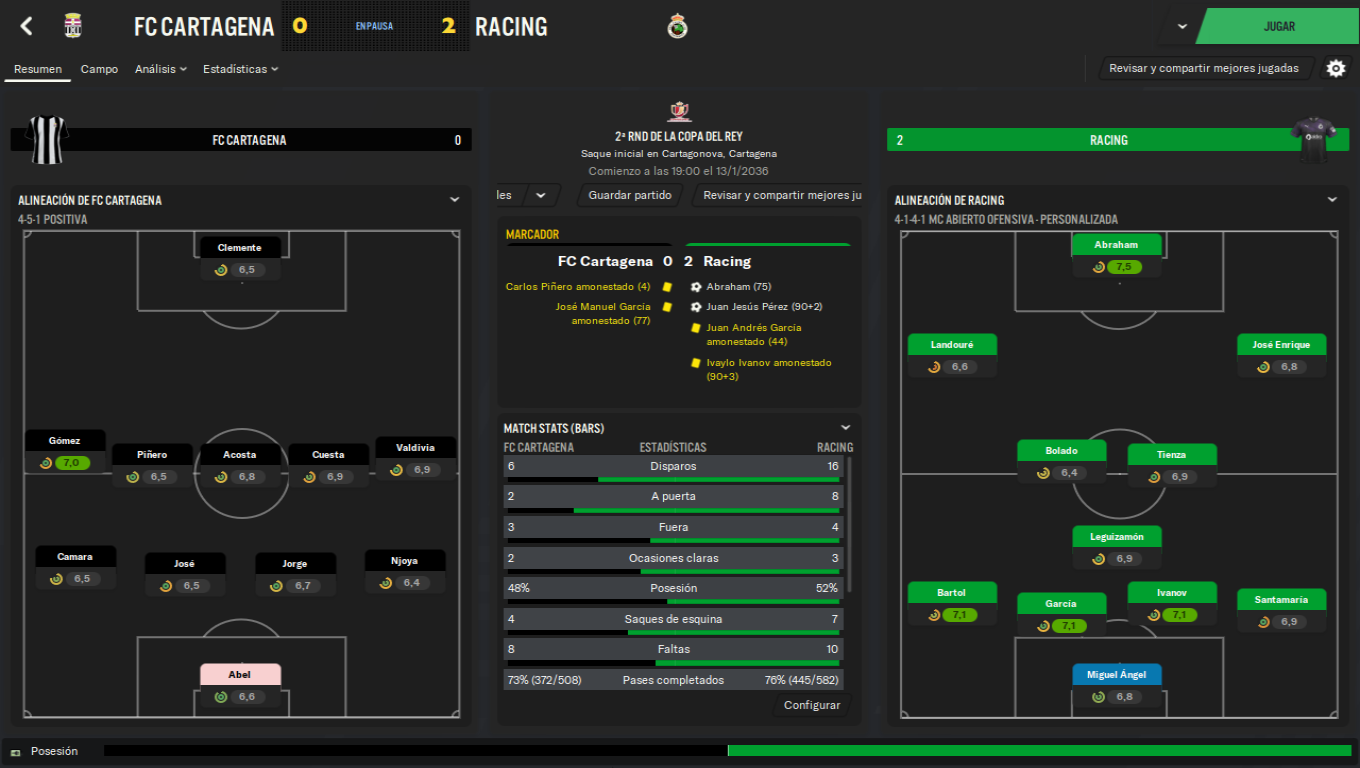 FC CARTAGENA 0 EN PAUSA 2 RACING
JUGAR
Resumen Campo Análisis Estadísticas
Revisar y compartir mejores jugadas
FC CARTAGENA 0
ALINEACIÓN DE FC CARTAGENA
4-5-1 POSITIVA
Clemente
6,5
Gómez
7,0
Piñero
6,5
Acosta
6,8
Cuesta
6,9
Valdivia
6,9
Camara
6,5
José
6,5
Jorge
6,7
Njoya
6,4
Abel
6,6
2ª RND DE LA COPA DEL REY
Saque inicial en Cartagonova, Cartagena
Comienzo a las 19:00 el 13/1/2036
les Guardar partido Revisar y compartir mejores ju
MARCADOR
FC Cartagena 0 2 Racing
Carlos Piñero amonestado (4)
José Manuel García
amonestado (77)
Abraham (75)
Juan Jesús Pérez (90+2)
Juan Andrés García
amonestado (44)
Ivaylo Ivanov amonestado
(90+3)
MATCH STATS (BARS)
FC CARTAGENA ESTADÍSTICAS RACING
6 Disparos 16
2 A puerta 8
3 Fuera 4
2 Ocasiones claras 3
48% Posesión 52%
4 Saques de esquina 7
8 Faltas 10
73% (372/508) Pases completados 76% (445/582)
Configurar
2 RACING
ALINEACIÓN DE RACING
4-1-4-1 MC ABIERTO OFENSIVA - PERSONALIZADA
Abraham
7,5
Landouré
6,6
José Enrique
6,8
Bolado
6,4
Tienza
6,9
Leguizamón
6,9
Bartol
7,1
García
7,1
Ivanov
7,1
Santamaría
6,9
Miguel Ángel
6,8
Posesión